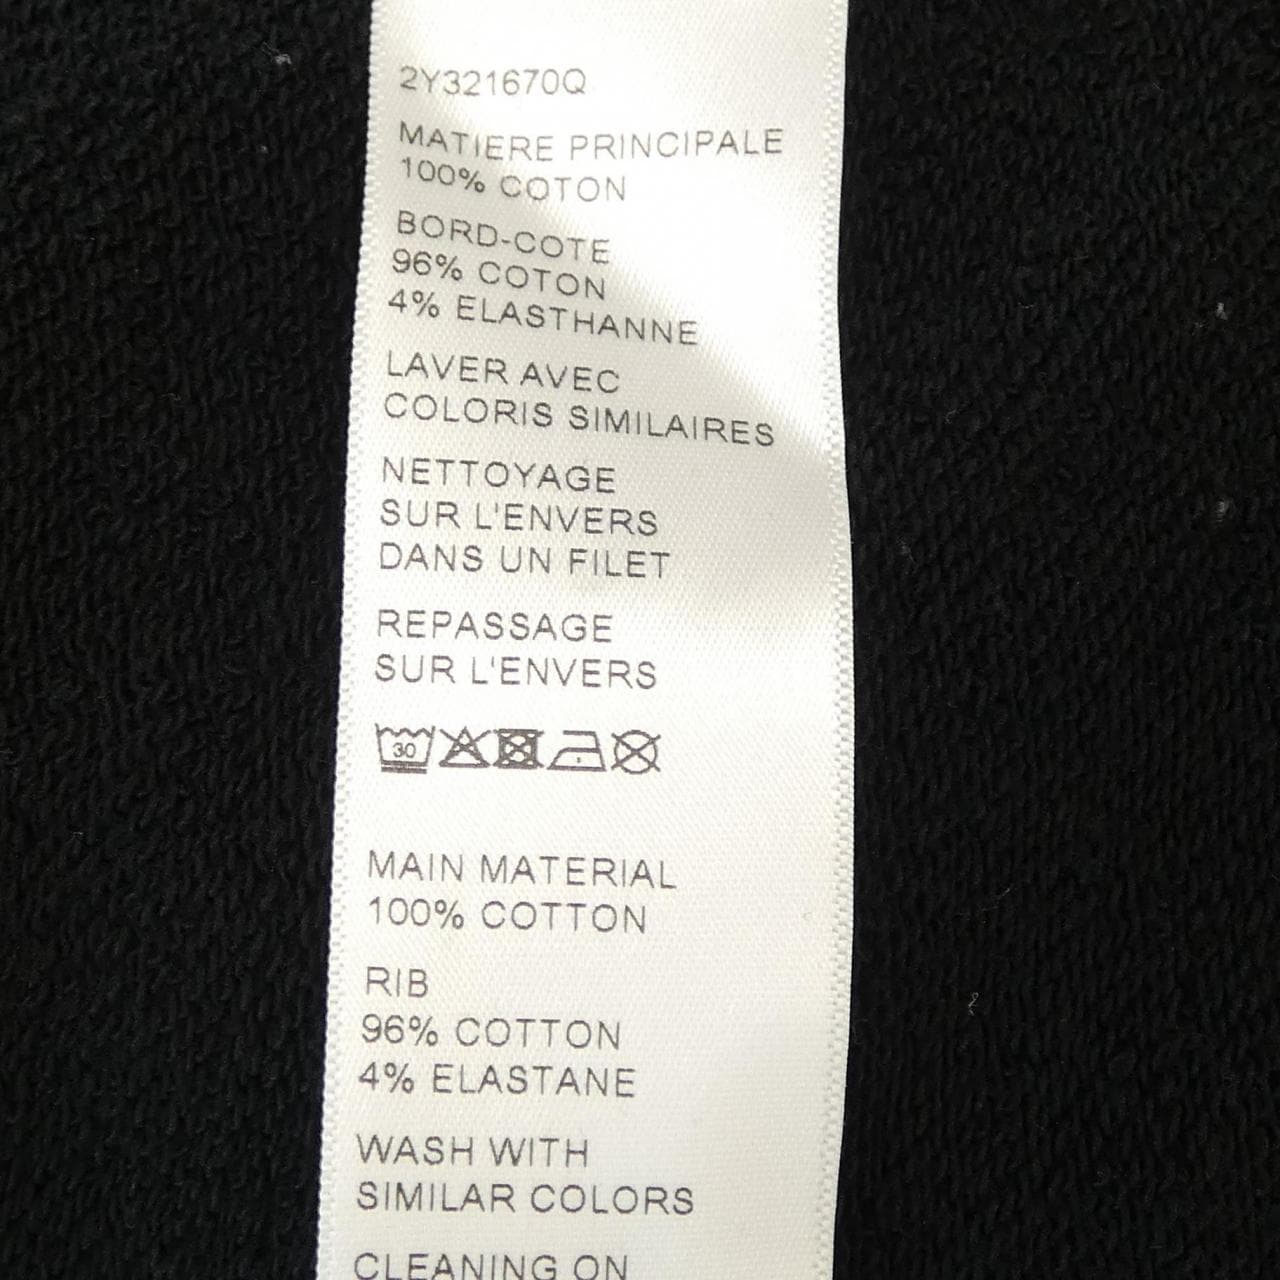 2Y321670Q
MATIERE PRINCIPALE
100% COTON
BORD-COTE
96% COTON
4% ELASTHANNE
LAVER AVEC
COLORIS SIMILAIRES
NETTOYAGE
SUR L'ENVERS
DANS UN FILET
REPASSAGE
SUR L'ENVERS
30
MAIN MATERIAL
100% COTTON
RIB
96% COTTON
4% ELASTANE
WASH WITH
SIMILAR COLORS
CLEANING ON